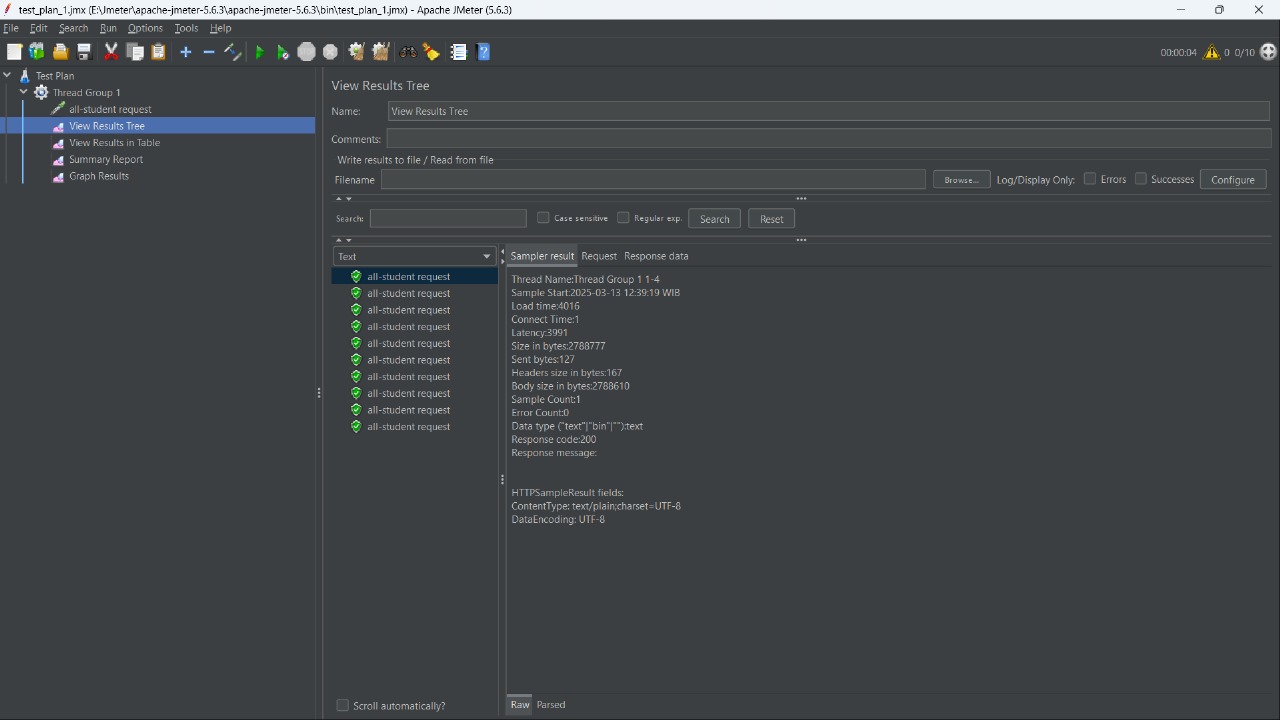 test_plan_1.jmx (E:\Jmeter\apache-jmeter-5.6.3\apache-jmeter-5.6.3\bin\test_plan_1.jmx) - Apache JMeter (5.6.3)
File Edit Search Run Options Tools Help
00:00:04 0 0/10
Test Plan
Thread Group 1
all-student request
View Results Tree
View Results in Table
Summary Report
Graph Results
View Results Tree
Name: View Results Tree
Comments:
Write results to file / Read from file
Filename Browse... Log/Display Only: Errors Successes Configure
Search: Case sensitive Regular exp. Search Reset
Text
all-student request
all-student request
all-student request
all-student request
all-student request
all-student request
all-student request
all-student request
all-student request
all-student request
Scroll automatically?
Sampler result Request Response data
Thread Name:Thread Group 1 1-4
Sample Start:2025-03-13 12:39:19 WIB
Load time:4016
Connect Time:1
Latency:3991
Size in bytes:2788777
Sent bytes:127
Headers size in bytes:167
Body size in bytes:2788610
Sample Count:1
Error Count:0
Data type ("text"|"bin"|""):text
Response code:200
Response message:
HTTPSampleResult fields:
ContentType: text/plain;charset=UTF-8
DataEncoding: UTF-8
Raw Parsed